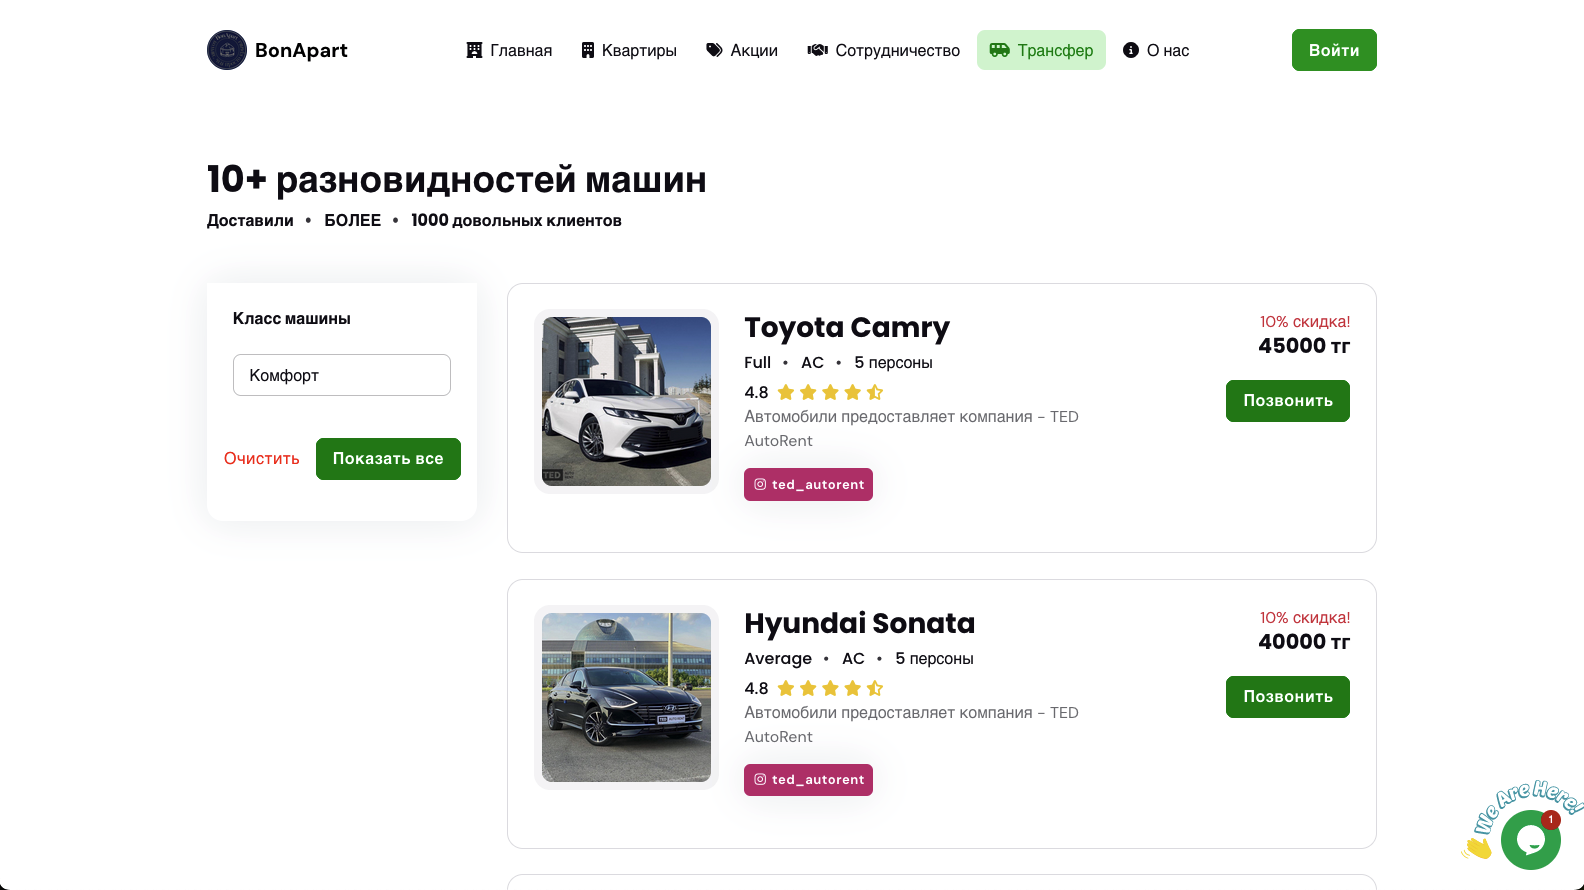 BonApart
Главная
Квартиры
Акции
Сотрудничество
Трансфер
О нас
Войти
10+ разновидностей машин
Доставили • БОЛЕЕ • 1000 довольных клиентов
Класс машины
Комфорт
Очистить
Показать все
Toyota Camry
Full • AC • 5 персоны
4.8
Автомобили предоставляет компания - TED
AutoRent
ted_autorent
10% скидка!
45000 тг
Позвонить
TED
Hyundai Sonata
Average • AC • 5 персоны
4.8
Автомобили предоставляет компания - TED
AutoRent
ted_autorent
10% скидка!
40000 тг
Позвонить
TED
We Are Here!
1